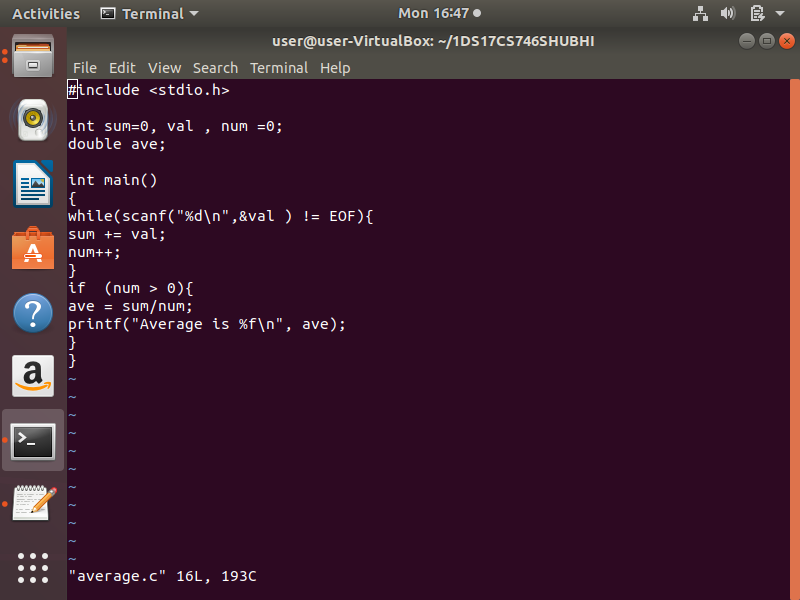 Activities Terminal Mon 16:47
user@user-VirtualBox: ~/1DS17CS746SHUBHI
File Edit View Search Terminal Help
#include <stdio.h>
int sum=0, val , num =0;
double ave;
int main()
{
while(scanf("%d\n",&val ) != EOF){
sum += val;
num++;
}
if  (num > 0){
ave = sum/num;
printf("Average is %f\n", ave);
}
}
~
~
~
~
~
~
~
~
~
~
~
"average.c" 16L, 193C